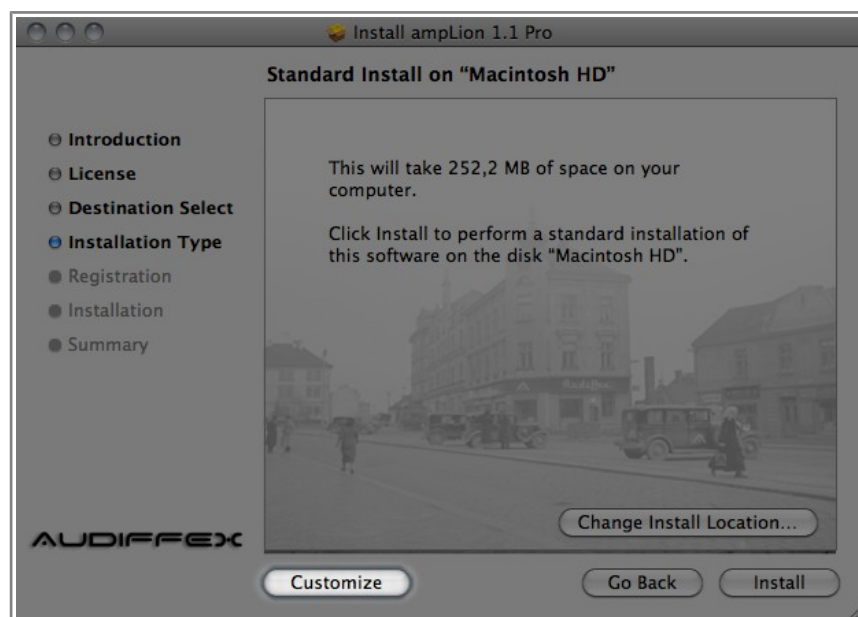 Install ampLion 1.1 Pro
Standard Install on “Macintosh HD”
Introduction
License
Destination Select
Installation Type
Registration
Installation
Summary
This will take 252,2 MB of space on your
computer.
Click Install to perform a standard installation of
this software on the disk “Macintosh HD”.
Audiffex
Change Install Location...
AUDIFFEX
Customize
Go Back
Install